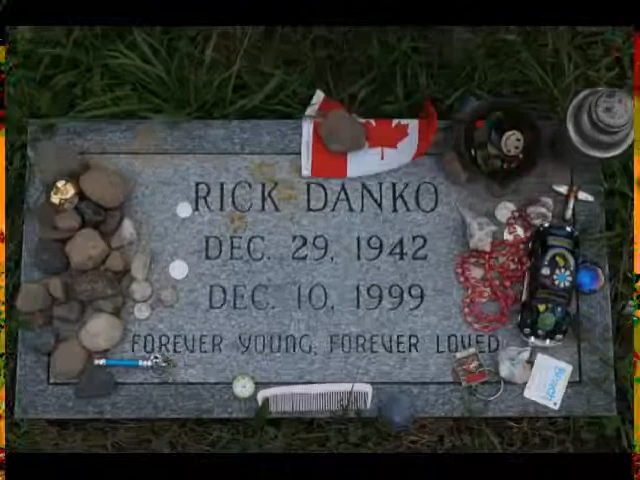 RICK DANKO
DEC. 29, 1942
DEC. 10, 1999
FOREVER YOUNG, FOREVER LOVED